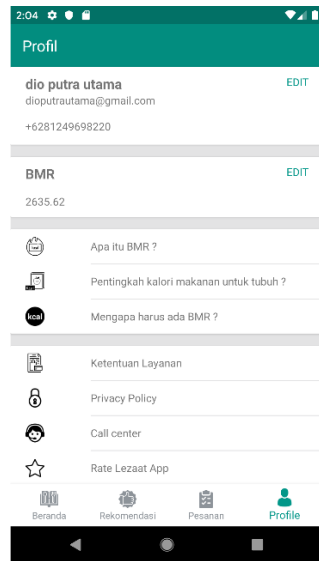 2:04
Profil
dio putra utama
EDIT
dioputrautama@gmail.com
+6281249698220
BMR
EDIT
2635.62
Apa itu BMR ?
Pentingkah kalori makanan untuk tubuh ?
kcal
Mengapa harus ada BMR ?
Ketentuan Layanan
Privacy Policy
Call center
Rate Lezaat App
Beranda
Rekomendasi
Pesanan
Profile